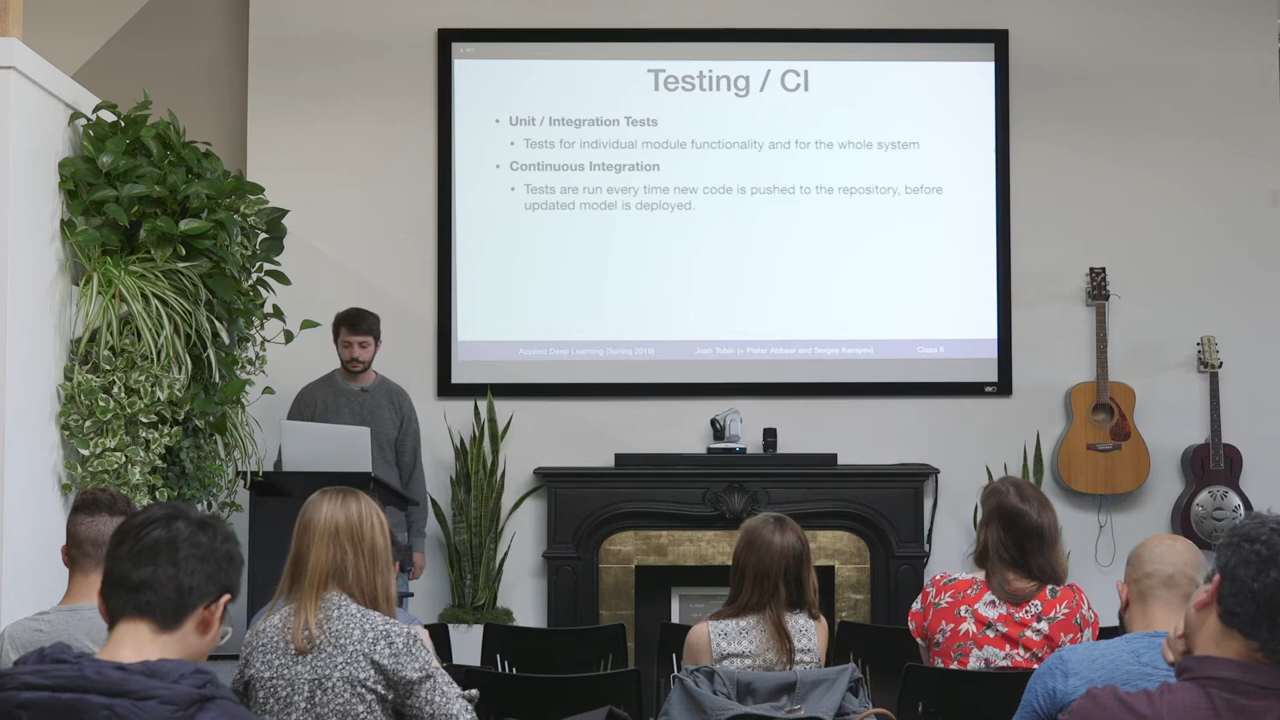 Testing / CI
• Unit / Integration Tests
• Tests for individual module functionality and for the whole system
• Continuous Integration
• Tests are run every time new code is pushed to the repository, before
updated model is deployed.
Applied Deep Learning (Spring 2019) Josh Tobin (+ Pieter Abbeel and Sergey Karayev) Class 8